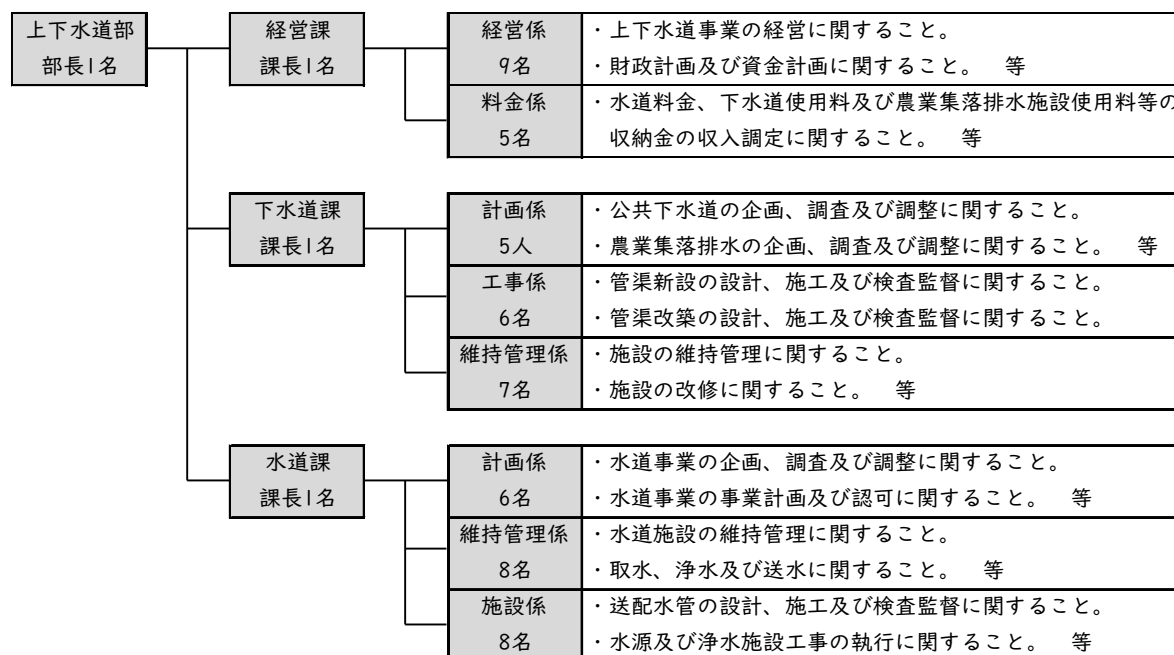 上下水道部
部長1名
経営課
課長1名
経営係
9名
・上下水道事業の経営に関すること。
・財政計画及び資金計画に関すること。　等
料金係
5名
・水道料金、下水道使用料及び農業集落排水施設使用料等の
収納金の収入調定に関すること。　等
下水道課
課長1名
計画係
5人
・公共下水道の企画、調査及び調整に関すること。
・農業集落排水の企画、調査及び調整に関すること。　等
工事係
6名
・管渠新設の設計、施工及び検査監督に関すること。
・管渠改築の設計、施工及び検査監督に関すること。
維持管理係
7名
・施設の維持管理に関すること。
・施設の改修に関すること。　等
水道課
課長1名
計画係
6名
・水道事業の企画、調査及び調整に関すること。
・水道事業の事業計画及び認可に関すること。　等
維持管理係
8名
・水道施設の維持管理に関すること。
・取水、浄水及び送水に関すること。　等
施設係
8名
・送配水管の設計、施工及び検査監督に関すること。
・水源及び浄水施設工事の執行に関すること。　等